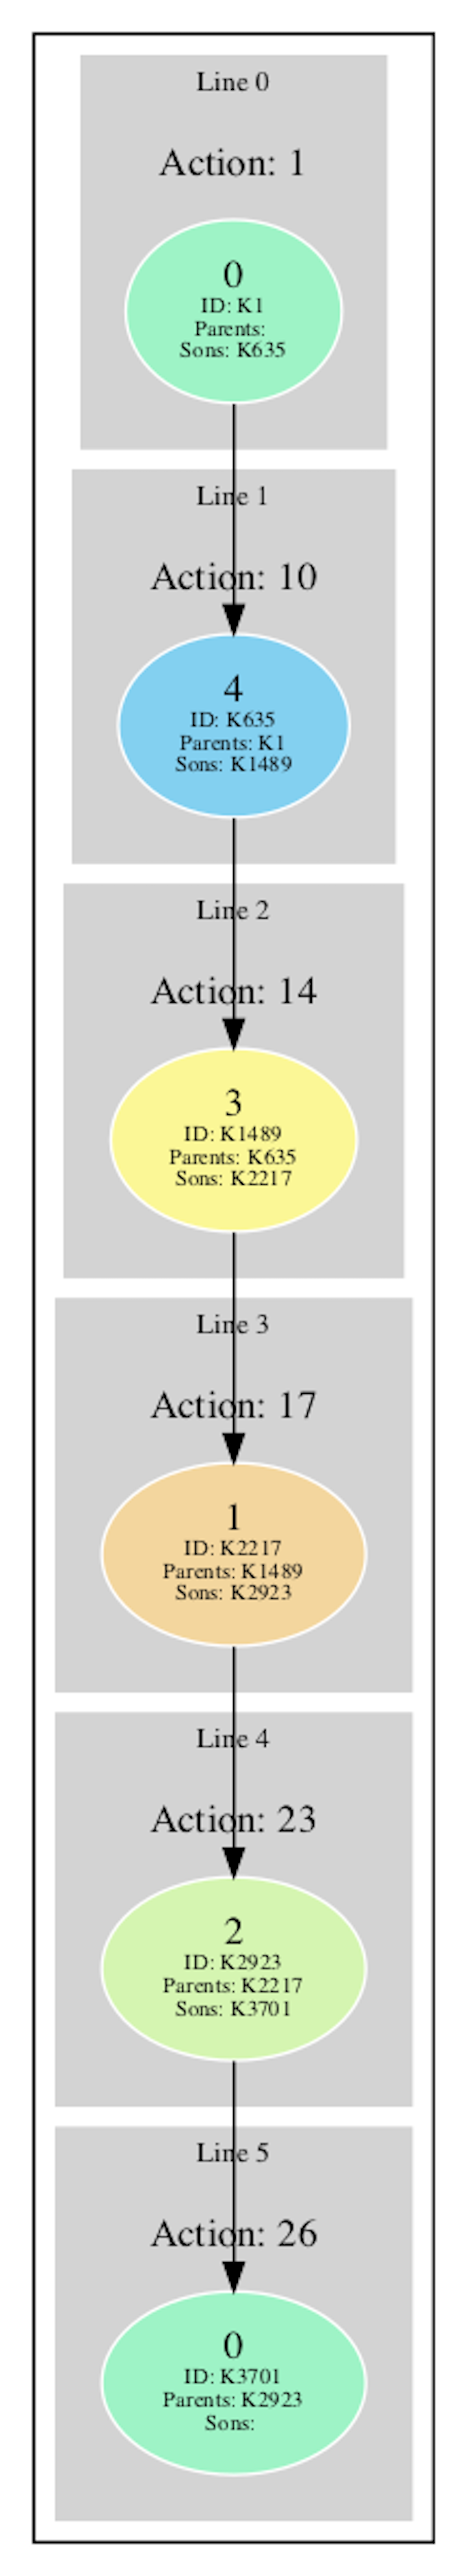 Line 0
Action: 1
0
ID: K1
Parents:
Sons: K635
Line 1
Action: 10
4
ID: K635
Parents: K1
Sons: K1489
Line 2
Action: 14
3
ID: K1489
Parents: K635
Sons: K2217
Line 3
Action: 17
1
ID: K2217
Parents: K1489
Sons: K2923
Line 4
Action: 23
2
ID: K2923
Parents: K2217
Sons: K3701
Line 5
Action: 26
0
ID: K3701
Parents: K2923
Sons: